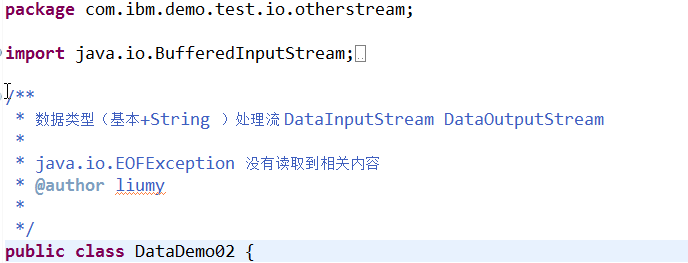 package com.ibm.demo.test.io.otherstream;
import java.io.BufferedInputStream;
/**
* 数据类型（基本+String ）处理流 DataInputStream DataOutputStream
*
* java.io.EOFException 没有读取到相关内容
* @author liumy
*
*/
public class DataDemo02 {